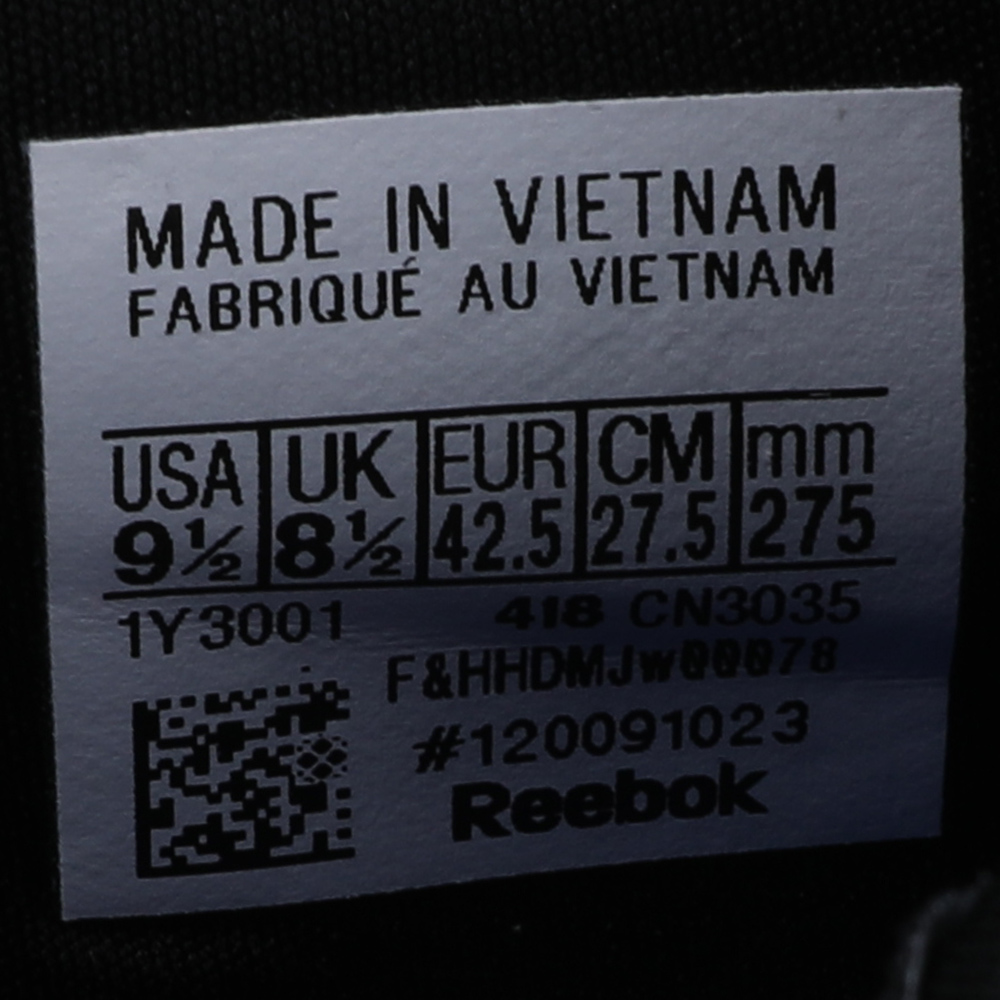 MADE IN VIETNAM
FABRIQUÉ AU VIETNAM
USA UK EUR CM mm
9½ 8½ 42.5 27.5 275
1Y3001 418 CN3035
F&HHDMJw00078
#120091023
Reebok